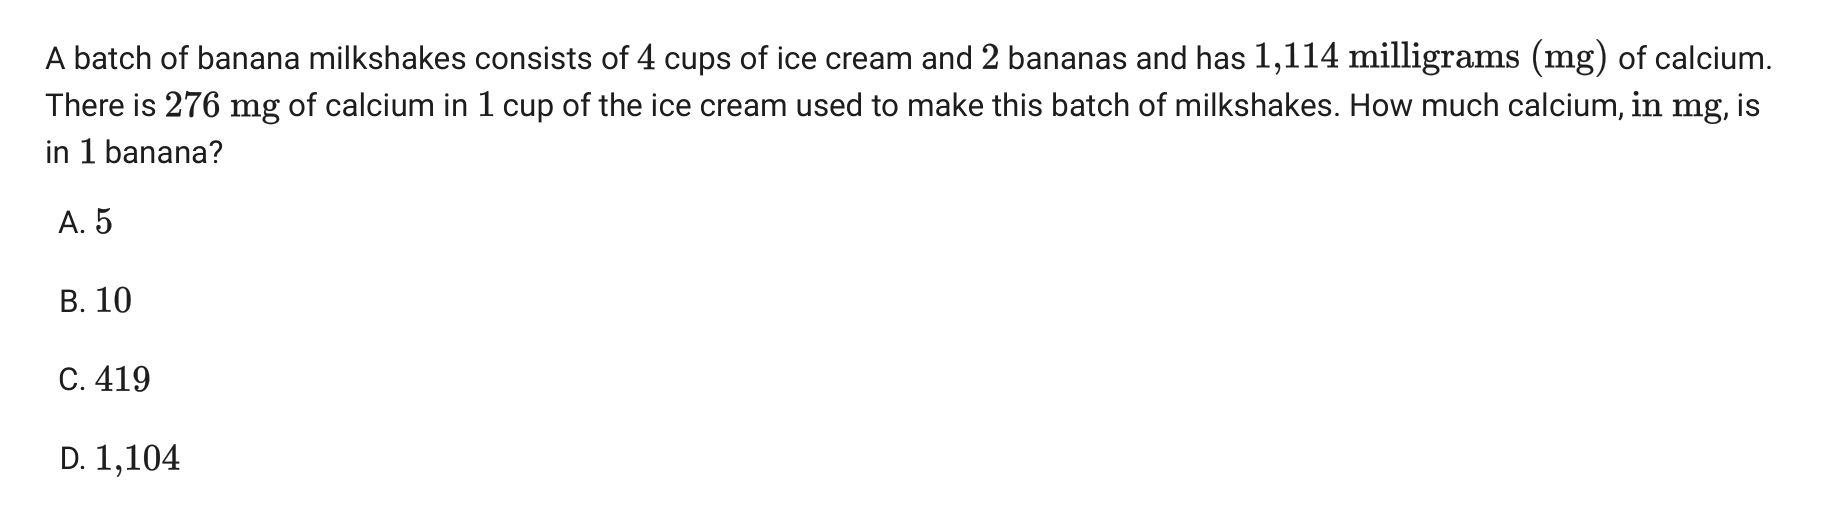 A batch of banana milkshakes consists of 4 cups of ice cream and 2 bananas and has 1,114 milligrams (mg) of calcium.
There is 276 mg of calcium in 1 cup of the ice cream used to make this batch of milkshakes. How much calcium, in mg, is
in 1 banana?
A. 5
B. 10
C. 419
D. 1,104